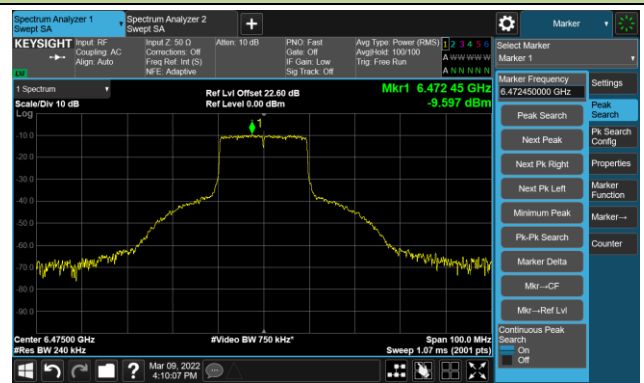 Spectrum Analyzer 1
Swept SA
Spectrum Analyzer 2
Swept SA
+
Marker
KEYSIGHT
Input: RF
Coupling: AC
Align: Auto
Input Z: 50 Ω
Corrections: Off
Freq Ref: Int (S)
NFE: Adaptive
Atten: 10 dB
PNO: Fast
Gate: Off
IF Gain: Low
Sig Track: Off
Avg Type: Power (RMS)
Avg|Hold: 100/100
Trig: Free Run
1 2 3 4 5 6
A W W W W W
A N N N N N
Select Marker
Marker 1
LU
1 Spectrum
Scale/Div 10 dB
Log
Ref Lvl Offset 22.60 dB
Ref Level 0.00 dBm
Mkr1 6.472 45 GHz
-9.597 dBm
1
-10.0
-20.0
-30.0
-40.0
-50.0
-60.0
-70.0
-80.0
-90.0
Center 6.47500 GHz
#Res BW 240 kHz
#Video BW 750 kHz*
Span 100.0 MHz
Sweep 1.07 ms (2001 pts)
Marker Frequency
6.472450000 GHz
Peak Search
Next Peak
Next Pk Right
Next Pk Left
Minimum Peak
Pk-Pk Search
Marker Delta
Mkr→CF
Mkr→Ref Lvl
Continuous Peak
Search
On
Off
Settings
Peak
Search
Pk Search
Config
Properties
Marker
Function
Marker→
Counter
?
Mar 09, 2022
4:10:07 PM